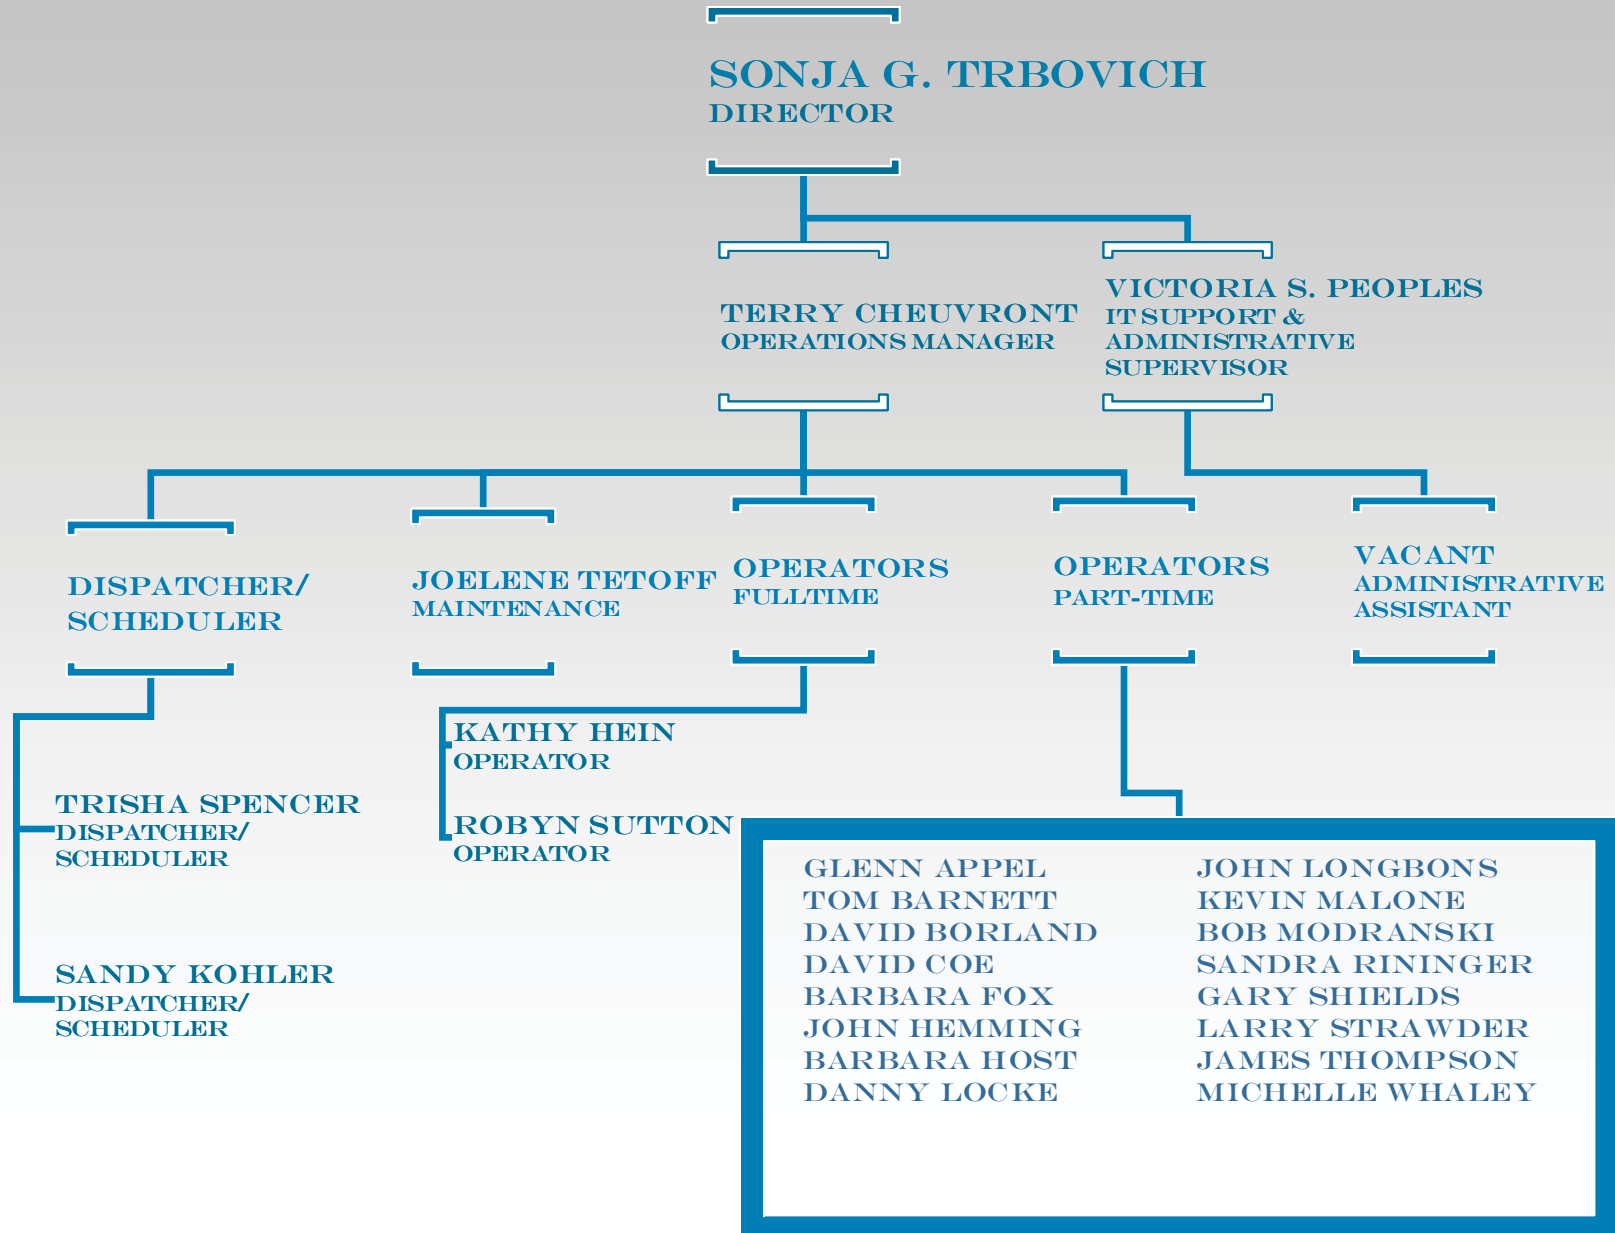 SONJA G. TRBOVICH
DIRECTOR
TERRY CHEUVRONT
OPERATIONS MANAGER
VICTORIA S. PEOPLES
IT SUPPORT &
ADMINISTRATIVE
SUPERVISOR
DISPATCHER/
SCHEDULER
JOELENE TETOFF
MAINTENANCE
OPERATORS
FULLTIME
OPERATORS
PART-TIME
VACANT
ADMINISTRATIVE
ASSISTANT
TRISHA SPENCER
DISPATCHER/
SCHEDULER
SANDY KOHLER
DISPATCHER/
SCHEDULER
KATHY HEIN
OPERATOR
ROBYN SUTTON
OPERATOR
GLENN APPEL
TOM BARNETT
DAVID BORLAND
DAVID COE
BARBARA FOX
JOHN HEMMING
BARBARA HOST
DANNY LOCKE
JOHN LONGBONS
KEVIN MALONE
BOB MODRANSKI
SANDRA RININGER
GARY SHIELDS
LARRY STRAWDER
JAMES THOMPSON
MICHELLE WHALEY